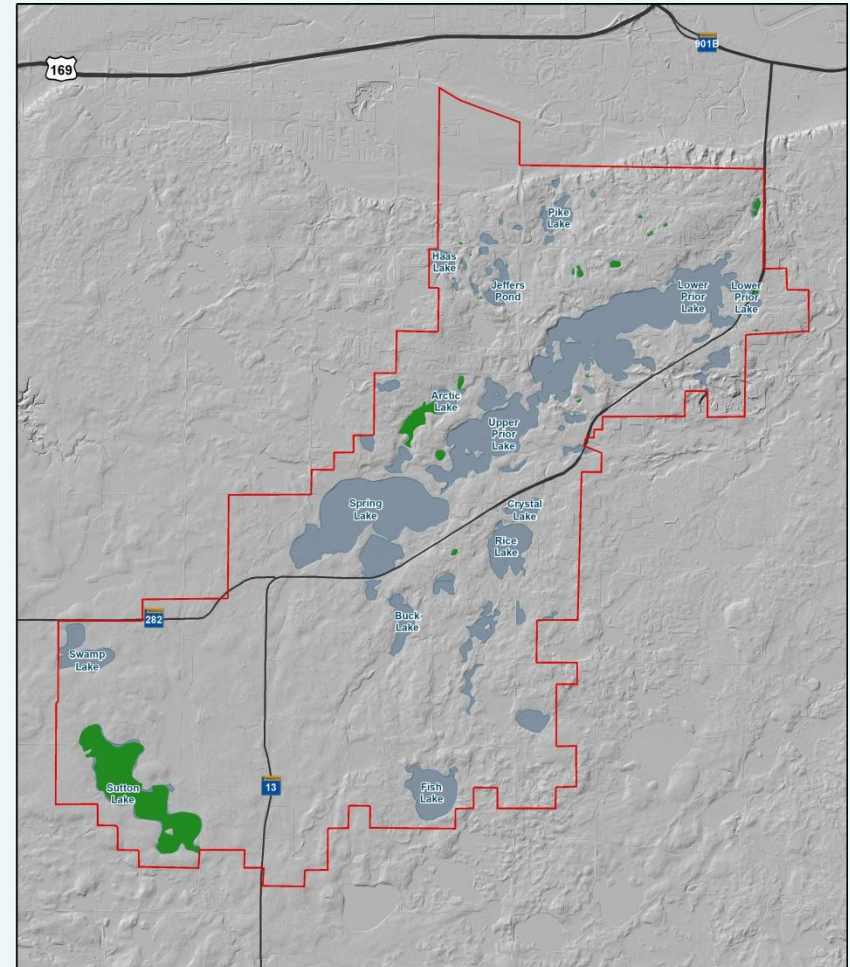 901B
169
Pike
Lake
Haas
Lake
Jeffers
Pond
Lower
Prior
Lake
Lower
Prior
Lake
Arctic
Lake
Upper
Prior
Lake
Spring
Lake
Crystal
Lake
Rice
Lake
Buck
Lake
282
Swamp
Lake
Sutton
Lake
13
Fish
Lake